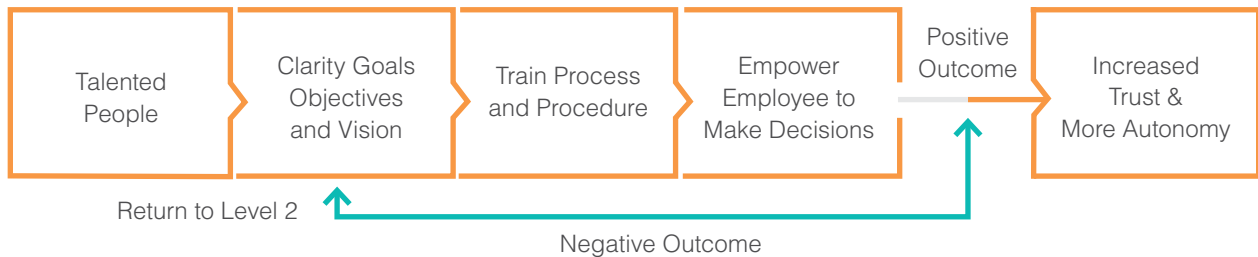 Talented
People
Clarity Goals
Objectives
and Vision
Train Process
and Procedure
Empower
Employee to
Make Decisions
Positive
Outcome
Increased
Trust &
More Autonomy
Return to Level 2
Negative Outcome